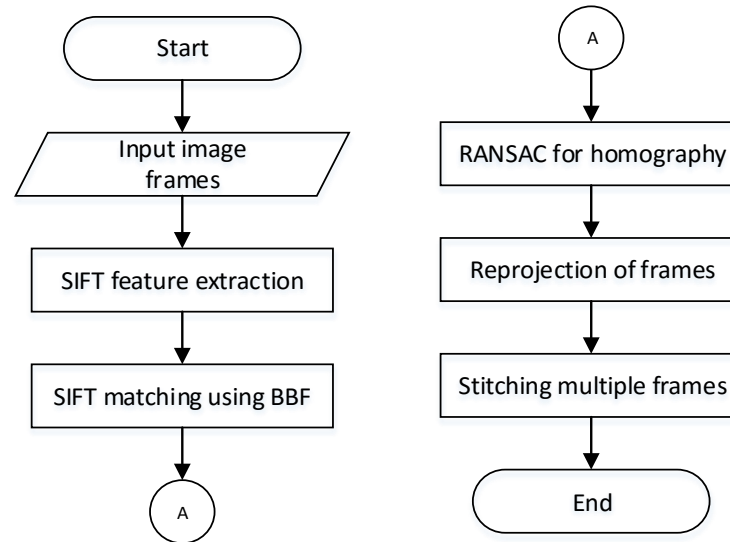 Start
Input image
frames
SIFT feature extraction
SIFT matching using BBF
A
A
RANSAC for homography
Reprojection of frames
Stitching multiple frames
End